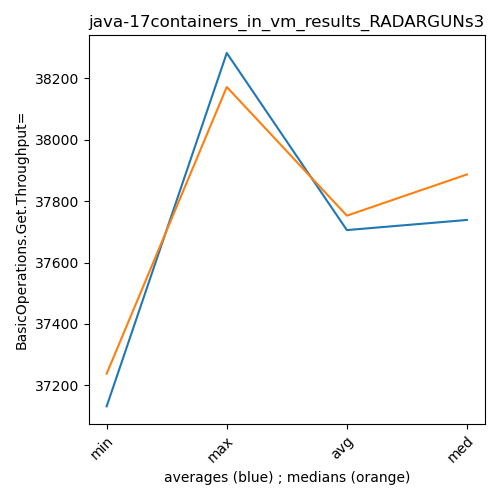 java-17containers_in_vm_results_RADARGUNs3
BasicOperations.Get.Throughput=
38200
38000
37800
37600
37400
37200
min
max
avg
med
averages (blue) ; medians (orange)